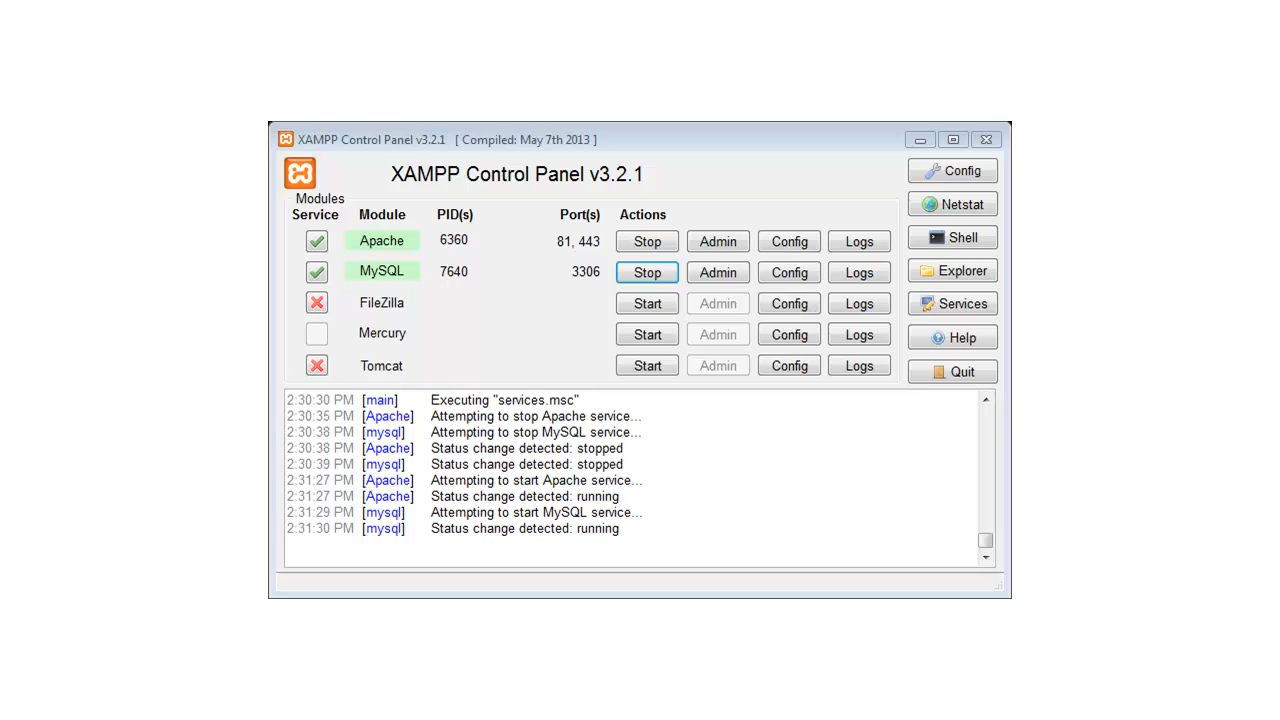 XAMPP Control Panel v3.2.1 [ Compiled: May 7th 2013 ]
XAMPP Control Panel v3.2.1
Config
Modules
Service Module PID(s) Port(s) Actions
Netstat
Apache 6360 81, 443 Stop Admin Config Logs
Shell
MySQL 7640 3306 Stop Admin Config Logs
Explorer
FileZilla Start Admin Config Logs
Services
Mercury Start Admin Config Logs
Help
Tomcat Start Admin Config Logs
Quit
2:30:30 PM [main] Executing "services.msc"
2:30:35 PM [Apache] Attempting to stop Apache service...
2:30:38 PM [mysql] Attempting to stop MySQL service...
2:30:38 PM [Apache] Status change detected: stopped
2:30:39 PM [mysql] Status change detected: stopped
2:31:27 PM [Apache] Attempting to start Apache service...
2:31:27 PM [Apache] Status change detected: running
2:31:29 PM [mysql] Attempting to start MySQL service...
2:31:30 PM [mysql] Status change detected: running